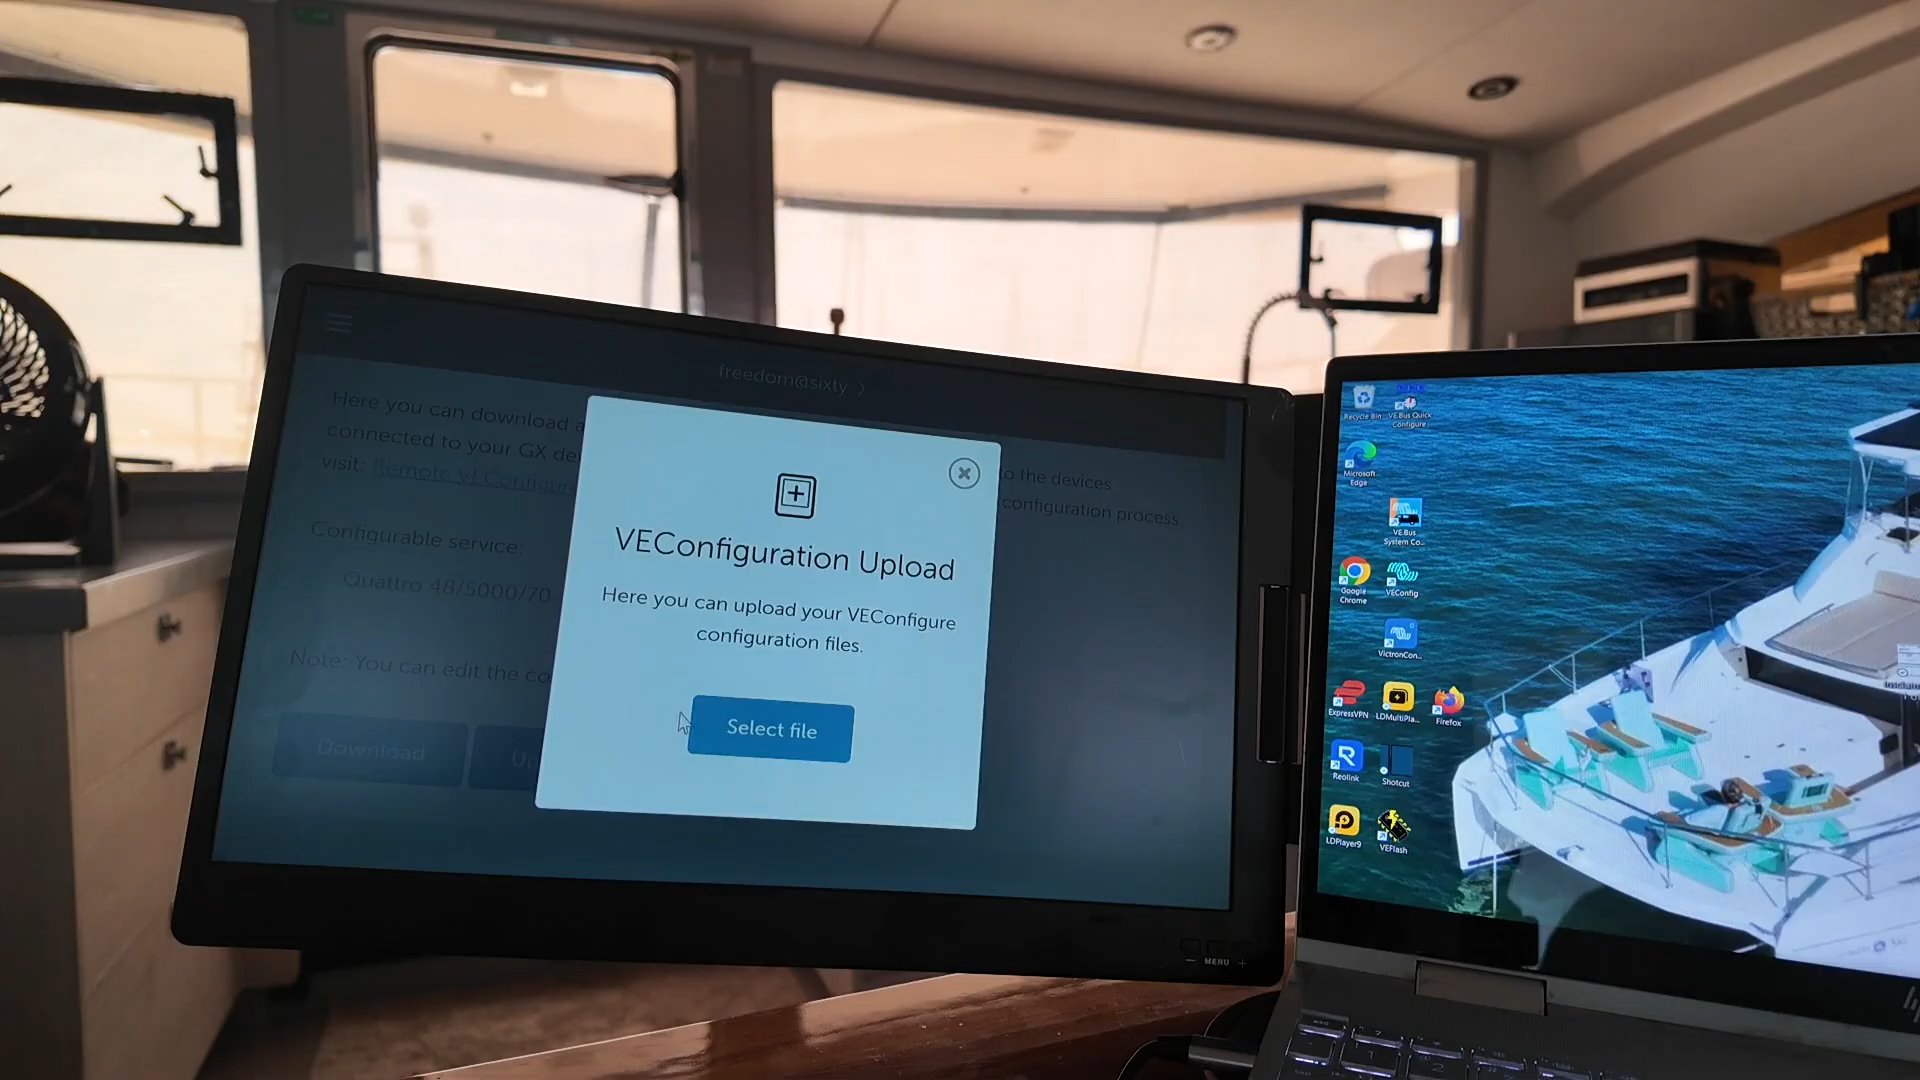 freedom@sixty
Here you can download a
connected to your GX de
visit: Remote VEConfigure
o the devices
configuration process
Configurable service:
Quattro 48/5000/70
Note: You can edit the co
Download
Up
VEConfiguration Upload
Here you can upload your VEConfigure
configuration files.
Select file
MENU
Recycle Bin
VE.Bus Quick
Configure
Microsoft
Edge
VE.Bus
System Co...
Google
Chrome
VEConfig
VictronCon...
ExpressVPN
LDMultiPla...
Firefox
Reolink
Shotcut
LDPlayer9
VEFlash